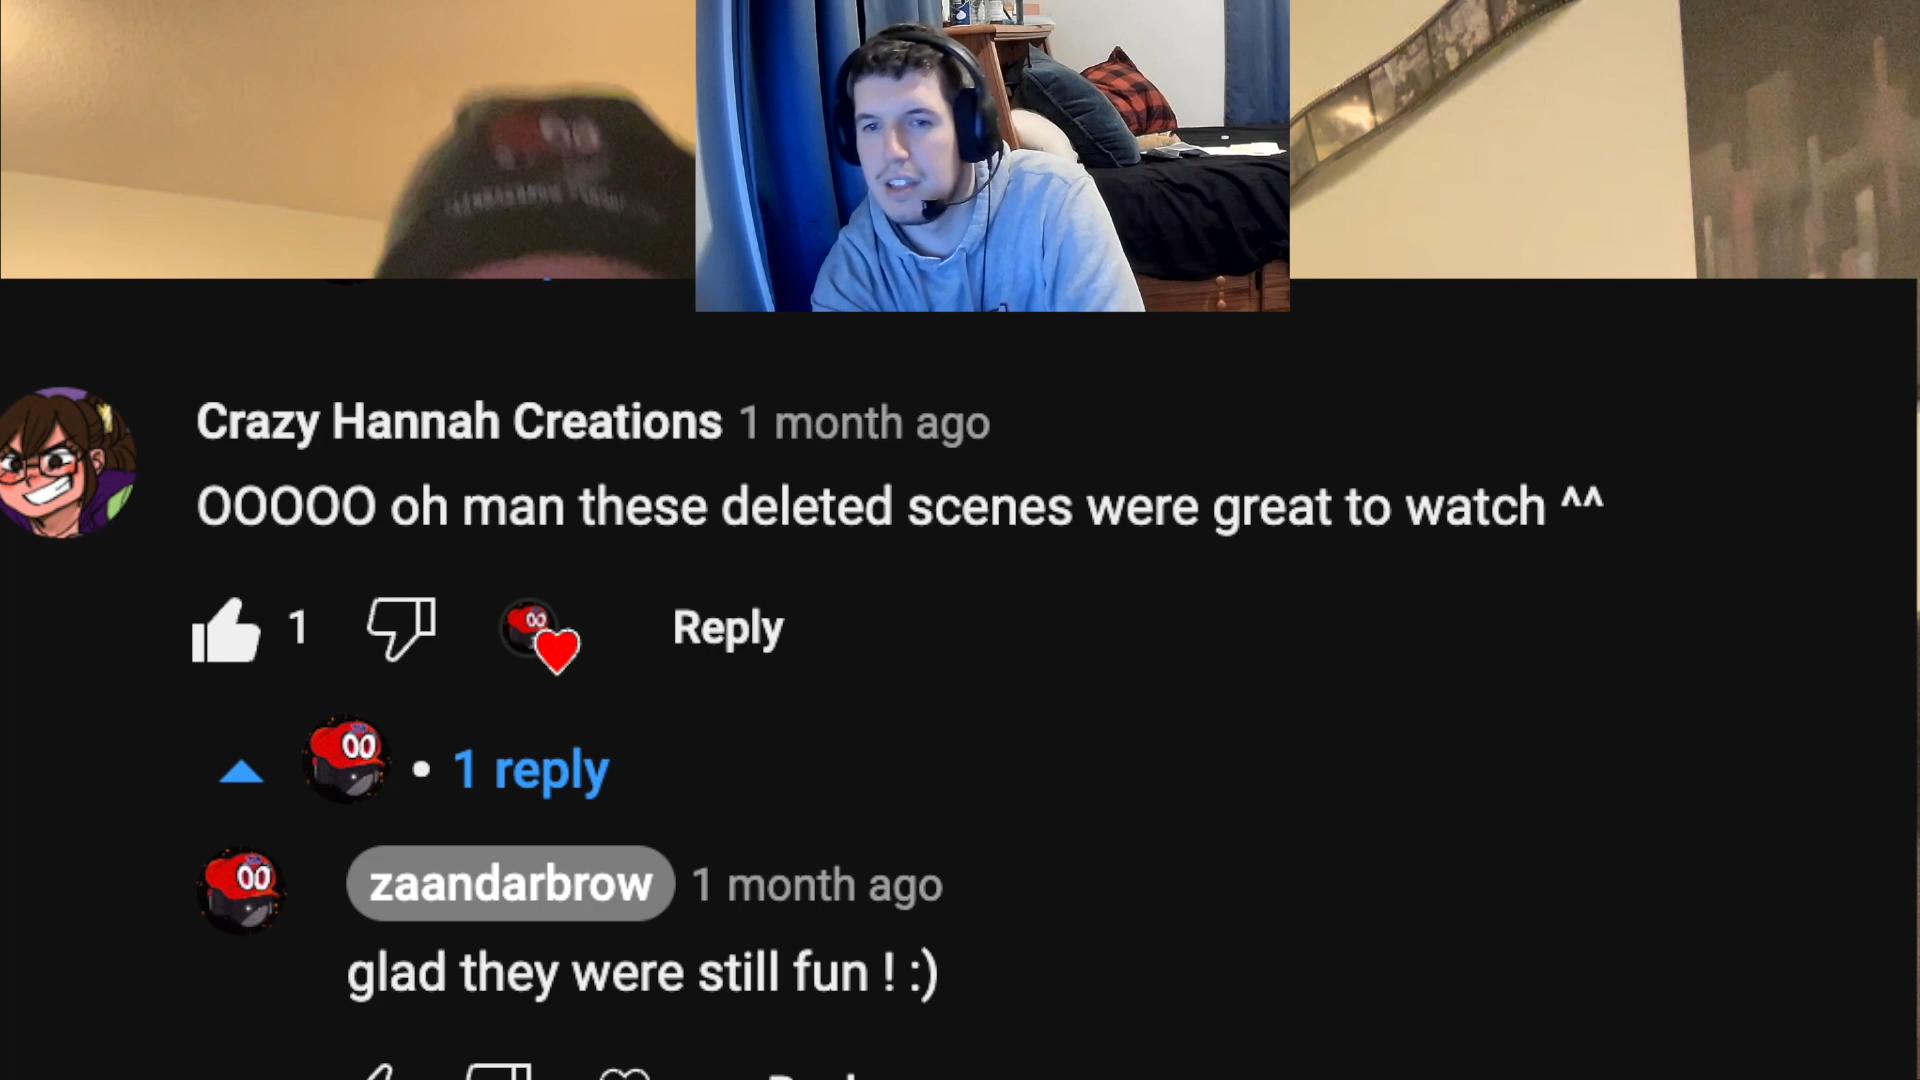 Crazy Hannah Creations 1 month ago
OOOOO oh man these deleted scenes were great to watch ^^
1
Reply
• 1 reply
zaandarbrow 1 month ago
glad they were still fun ! :)